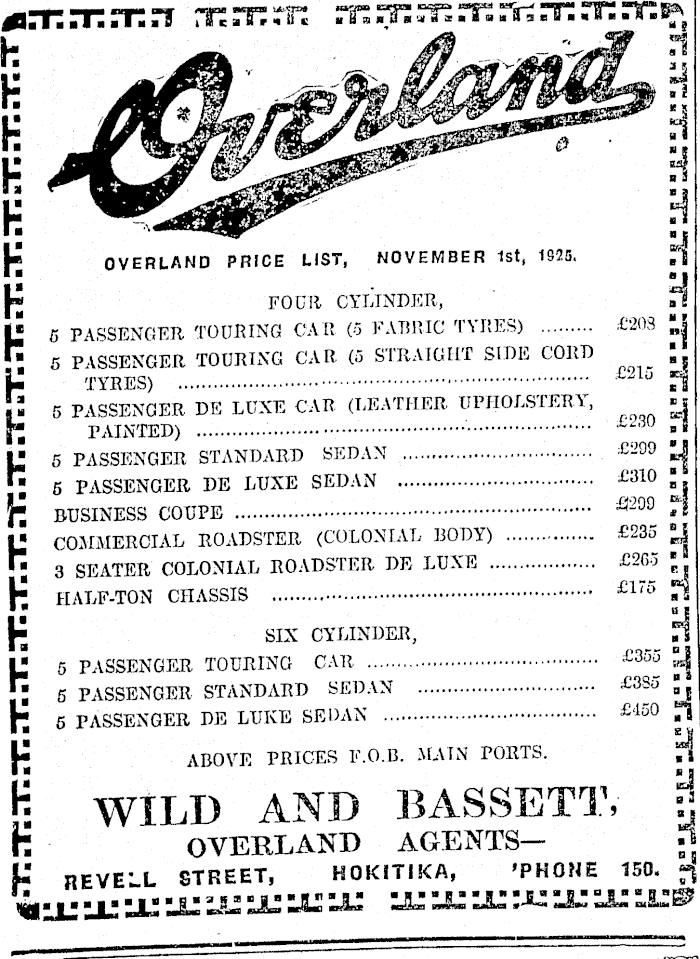 Overland
OVERLAND PRICE LIST, NOVEMBER 1st, 1925.
FOUR CYLINDER,
5 PASSENGER TOURING CAR (5 FABRIC TYRES) ......... £208
5 PASSENGER TOURING CAR (5 STRAIGHT SIDE CORD
TYRES) ............................................................... £215
5 PASSENGER DE LUXE CAR (LEATHER UPHOLSTERY,
PAINTED) ............................................................ £230
5 PASSENGER STANDARD SEDAN ............................. £299
5 PASSENGER DE LUXE SEDAN .............................. £310
BUSINESS COUPE ...................................................... £299
COMMERCIAL ROADSTER (COLONIAL BODY) .............. £235
3 SEATER COLONIAL ROADSTER DE LUXE ................ £265
HALF-TON CHASSIS ................................................. £175
SIX CYLINDER,
5 PASSENGER TOURING CAR .................................... £355
5 PASSENGER STANDARD SEDAN ........................... £385
5 PASSENGER DE LUKE SEDAN ................................. £450
ABOVE PRICES F.O.B. MAIN PORTS.
WILD AND BASSETT,
OVERLAND AGENTS—
REVELL STREET, HOKITIKA, 'PHONE 150.